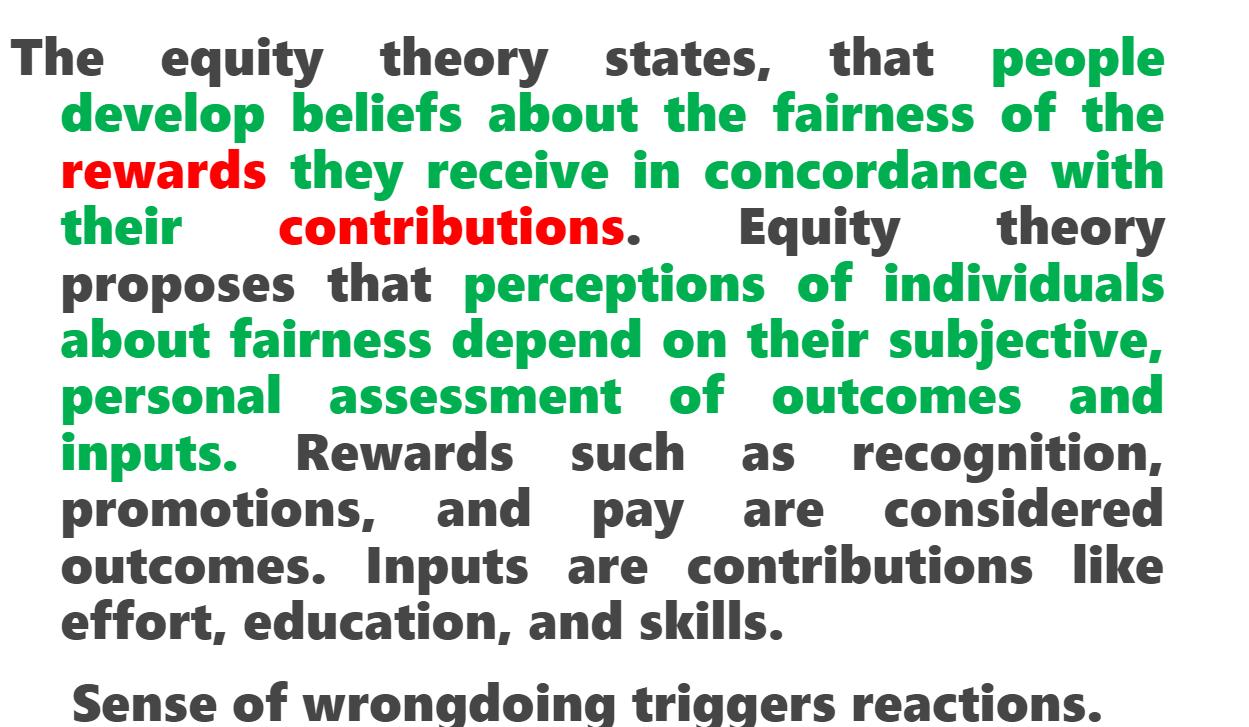 The equity theory states, that people
develop beliefs about the fairness of the
rewards they receive in concordance with
their contributions. Equity theory
proposes that perceptions of individuals
about fairness depend on their subjective,
personal assessment of outcomes and
inputs. Rewards such as recognition,
promotions, and pay are considered
outcomes. Inputs are contributions like
effort, education, and skills.
Sense of wrongdoing triggers reactions.